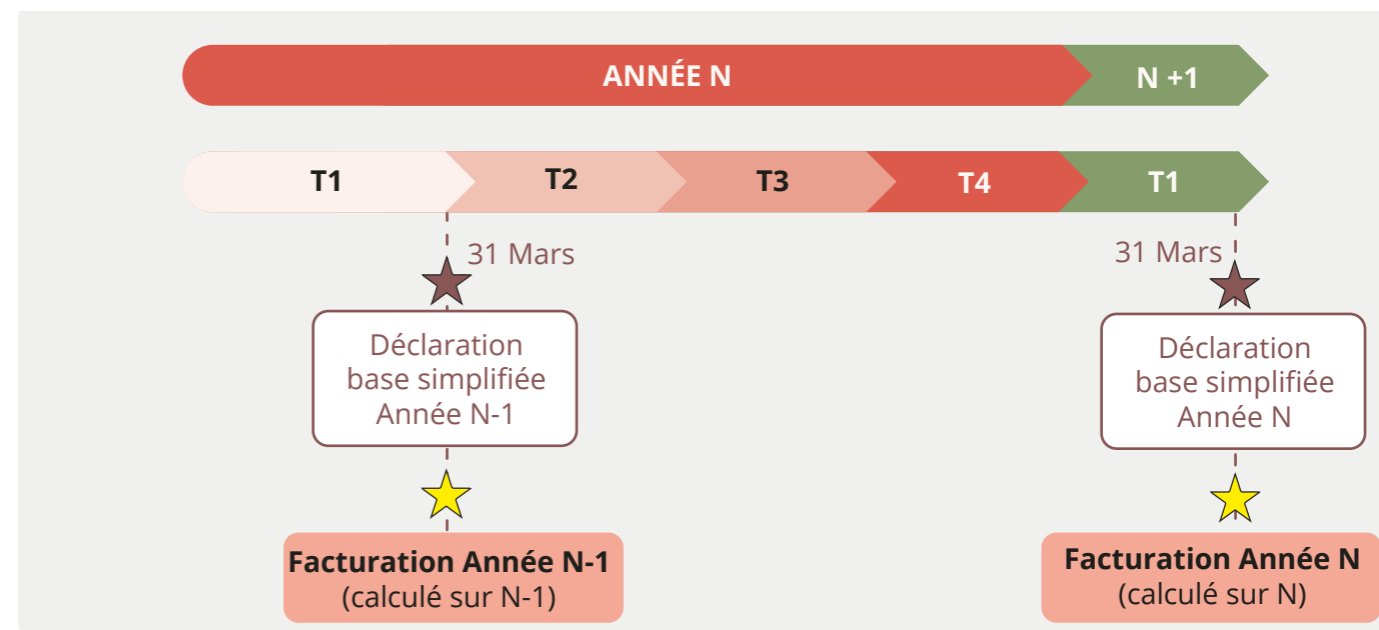 ANNÉE N
N +1
T1
T2
T3
T4
T1
31 Mars
31 Mars
Déclaration
base simplifiée
Année N-1
Déclaration
base simplifiée
Année N
Facturation Année N-1
(calculé sur N-1)
Facturation Année N
(calculé sur N)